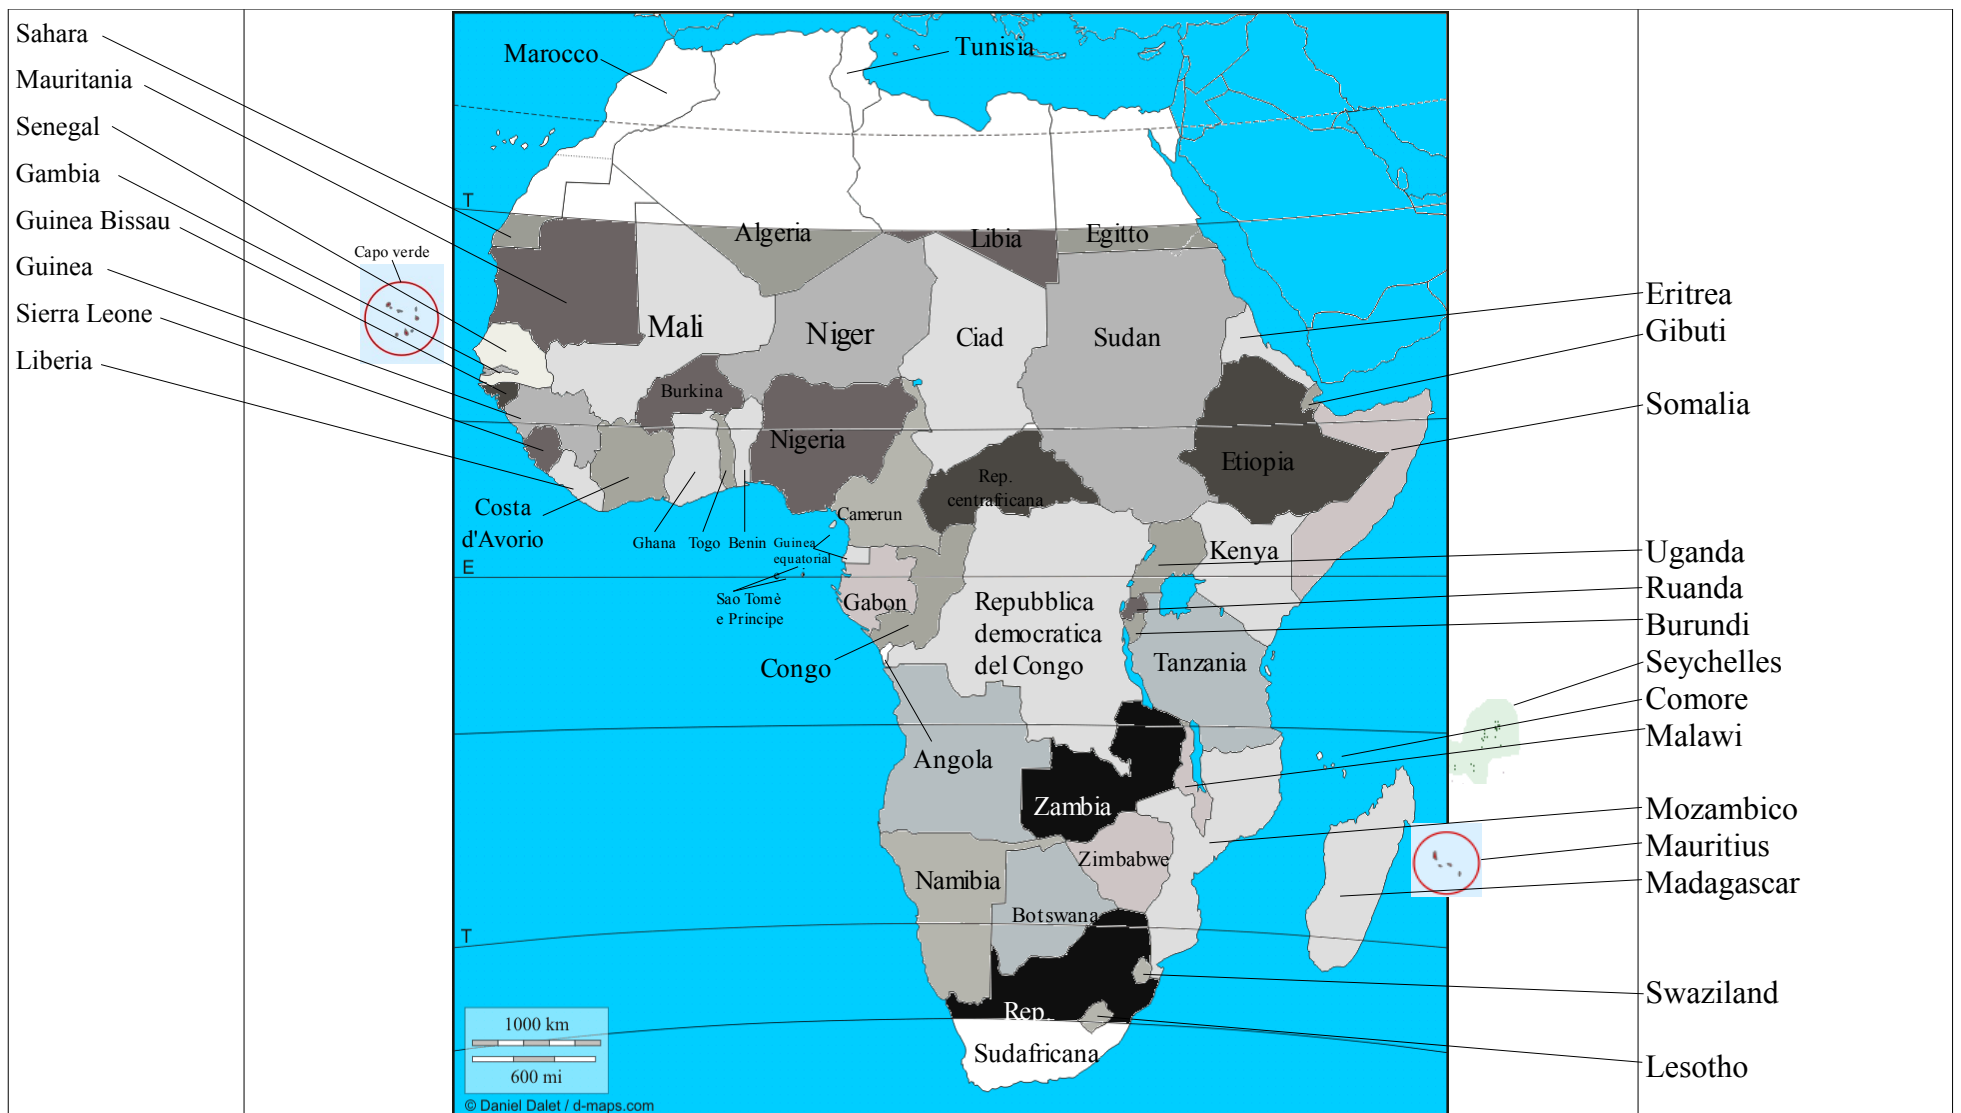 Sahara
Mauritania
Senegal
Gambia
Guinea Bissau
Guinea
Sierra Leone
Liberia
Capo verde
Marocco
Tunisia
T
Algeria
Libia
Egitto
Mali
Niger
Ciad
Sudan
Burkina
Nigeria
Rep.
centrafricana
Etiopia
Costa
d'Avorio
Camerun
Ghana
Togo
Benin
Guinea
equatorial
e
E
Kenya
Sao Tomè
e Principe
Gabon
Repubblica
democratica
del Congo
Congo
Tanzania
Angola
Zambia
Zimbabwe
Namibia
Botswana
T
Rep.
Sudafricana
1000 km
600 mi
© Daniel Dalet / d-maps.com
Eritrea
Gibuti
Somalia
Uganda
Ruanda
Burundi
Seychelles
Comore
Malawi
Mozambico
Mauritius
Madagascar
Swaziland
Lesotho